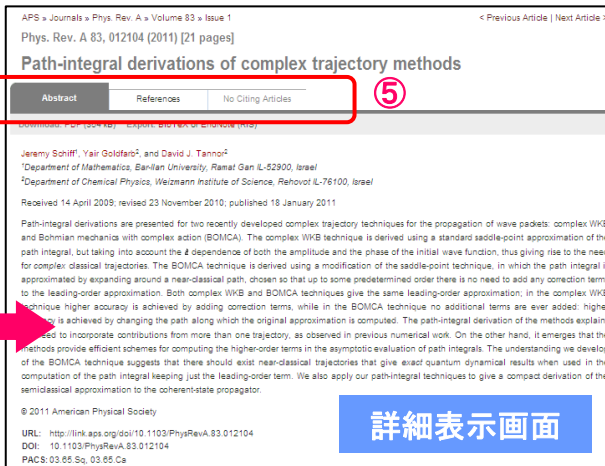 APS » Journals » Phys. Rev. A » Volume 83 » Issue 1
< Previous Article | Next Article >
Phys. Rev. A 83, 012104 (2011) [21 pages]
Path-integral derivations of complex trajectory methods
Abstract References No Citing Articles
⑤
Download: PDF (954 kB) Export: BibTeX or EndNote (RIS)
Jeremy Schiff¹, Yair Goldfarb², and David J. Tannor²
¹Department of Mathematics, Bar-Ilan University, Ramat Gan IL-52900, Israel
²Department of Chemical Physics, Weizmann Institute of Science, Rehovot IL-76100, Israel
Received 14 April 2009; revised 23 November 2010; published 18 January 2011
Path-integral derivations are presented for two recently developed complex trajectory techniques for the propagation of wave packets: complex WKB
and Bohmian mechanics with complex action (BOMCA). The complex WKB technique is derived using a standard saddle-point approximation of the
path integral, but taking into account the ℏ dependence of both the amplitude and the phase of the initial wave function, thus giving rise to the need
for complex classical trajectories. The BOMCA technique is derived using a modification of the saddle-point technique, in which the path integral is
approximated by expanding around a near-classical path, chosen so that up to some predetermined order there is no need to add any correction terms
to the leading-order approximation. Both complex WKB and BOMCA techniques give the same leading-order approximation; in the complex WKB
technique higher accuracy is achieved by adding correction terms, while in the BOMCA technique no additional terms are ever added: higher
is achieved by changing the path along which the original approximation is computed. The path-integral derivation of the methods explains
need to incorporate contributions from more than one trajectory, as observed in previous numerical work. On the other hand, it emerges that the
methods provide efficient schemes for computing the higher-order terms in the asymptotic evaluation of path integrals. The understanding we develop
of the BOMCA technique suggests that there should exist near-classical trajectories that give exact quantum dynamical results when used in the
computation of the path integral keeping just the leading-order term. We also apply our path-integral techniques to give a compact derivation of the
semiclassical approximation to the coherent-state propagator.
© 2011 American Physical Society
詳細表示画面
URL: http://link.aps.org/doi/10.1103/PhysRevA.83.012104
DOI: 10.1103/PhysRevA.83.012104
PACS: 03.65.Sq, 03.65.Ca